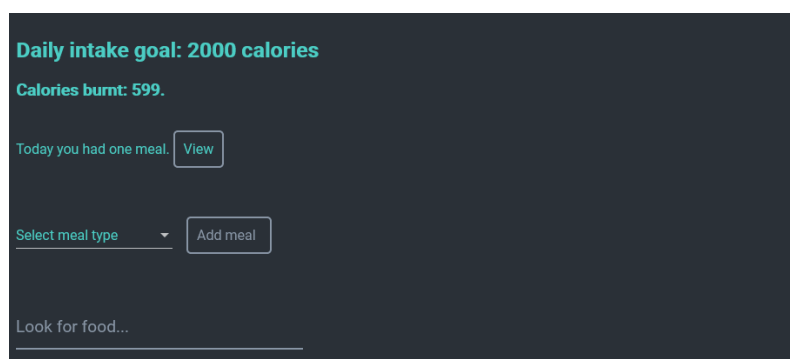 Daily intake goal: 2000 calories
Calories burnt: 599.
Today you had one meal. View
Select meal type Add meal
Look for food...